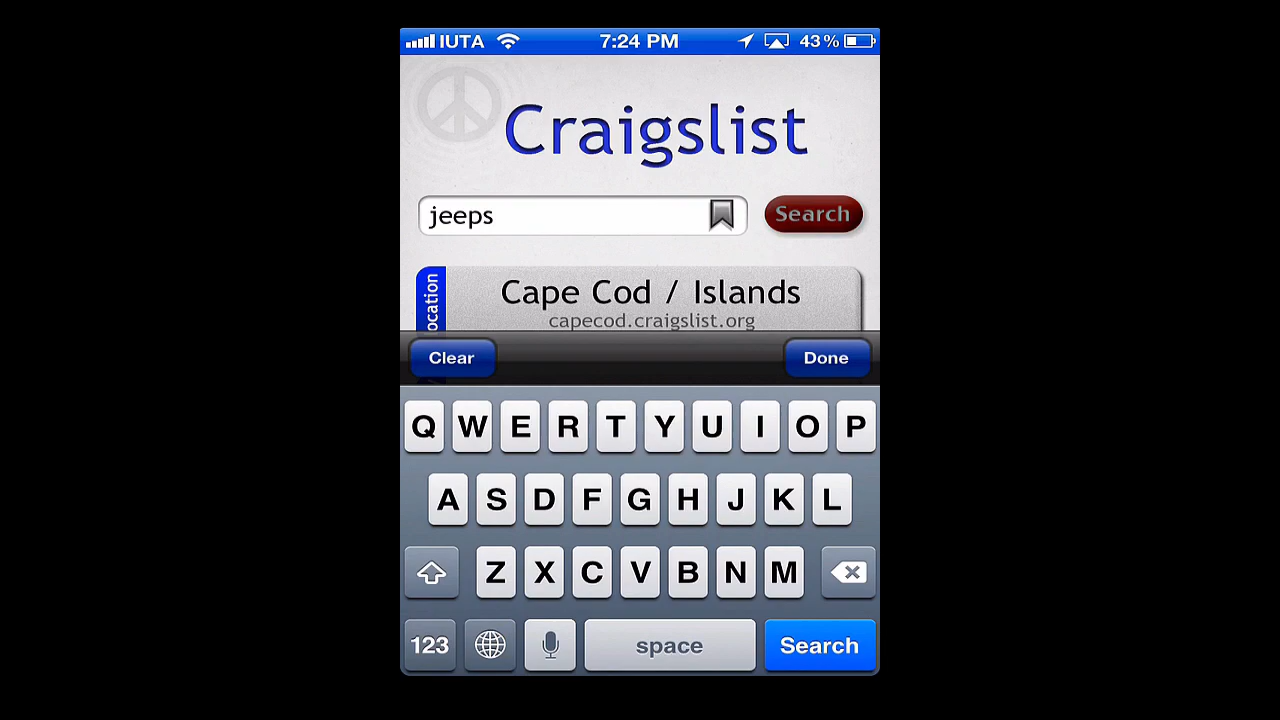 IUTA 7:24 PM 43%
Craigslist
jeeps Search
ocation
Cape Cod / Islands
capecod.craigslist.org
Clear Done
Q W E R T Y U I O P
A S D F G H J K L
Z X C V B N M
123 space Search